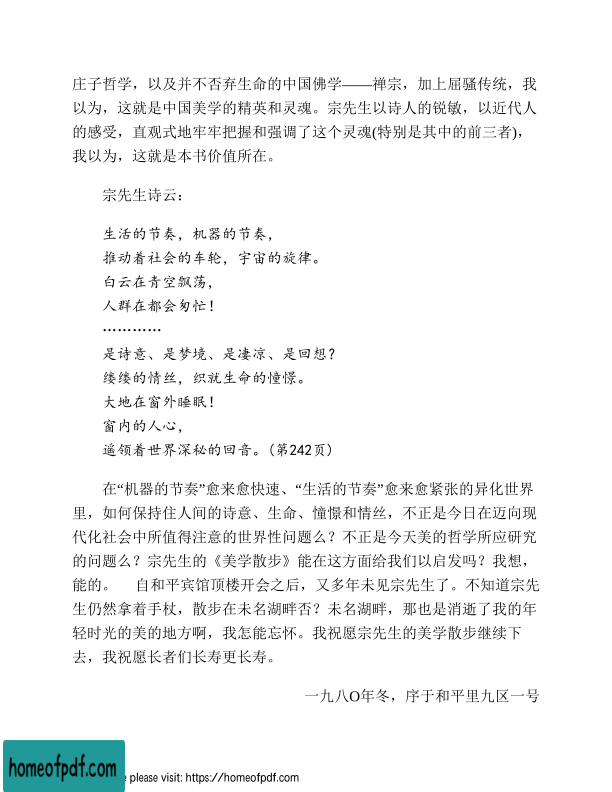 庄子哲学，以及并不否弃生命的中国佛学——禅宗，加上屈骚传统，我
以为，这就是中国美学的精英和灵魂。宗先生以诗人的锐敏，以近代人
的感受，直观式地牢牢把握和强调了这个灵魂(特别是其中的前三者)，
我以为，这就是本书价值所在。
宗先生诗云：
生活的节奏，机器的节奏，
推动着社会的车轮，宇宙的旋律。
白云在青空飘荡，
人群在都会匆忙！
…………
是诗意、是梦境、是凄凉、是回想？
缕缕的情丝，织就生命的憧憬。
大地在窗外睡眠！
窗内的人心，
遥领着世界深秘的回音。（第242页）
在“机器的节奏”愈来愈快速、“生活的节奏”愈来愈紧张的异化世界
里，如何保持住人间的诗意、生命、憧憬和情丝，不正是今日在迈向现
代化社会中所值得注意的世界性问题么？不正是今天美的哲学所应研究
的问题么？宗先生的《美学散步》能在这方面给我们以启发吗？我想，
能的。 自和平宾馆顶楼开会之后，又多年未见宗先生了。不知道宗先
生仍然拿着手杖，散步在未名湖畔否？未名湖畔，那也是消逝了我的年
轻时光的美的地方啊，我怎能忘怀。我祝愿宗先生的美学散步继续下
去，我祝愿长者们长寿更长寿。
一九八O年冬，序于和平里九区一号
homeofpdf.com
e please visit: https://homeofpdf.com